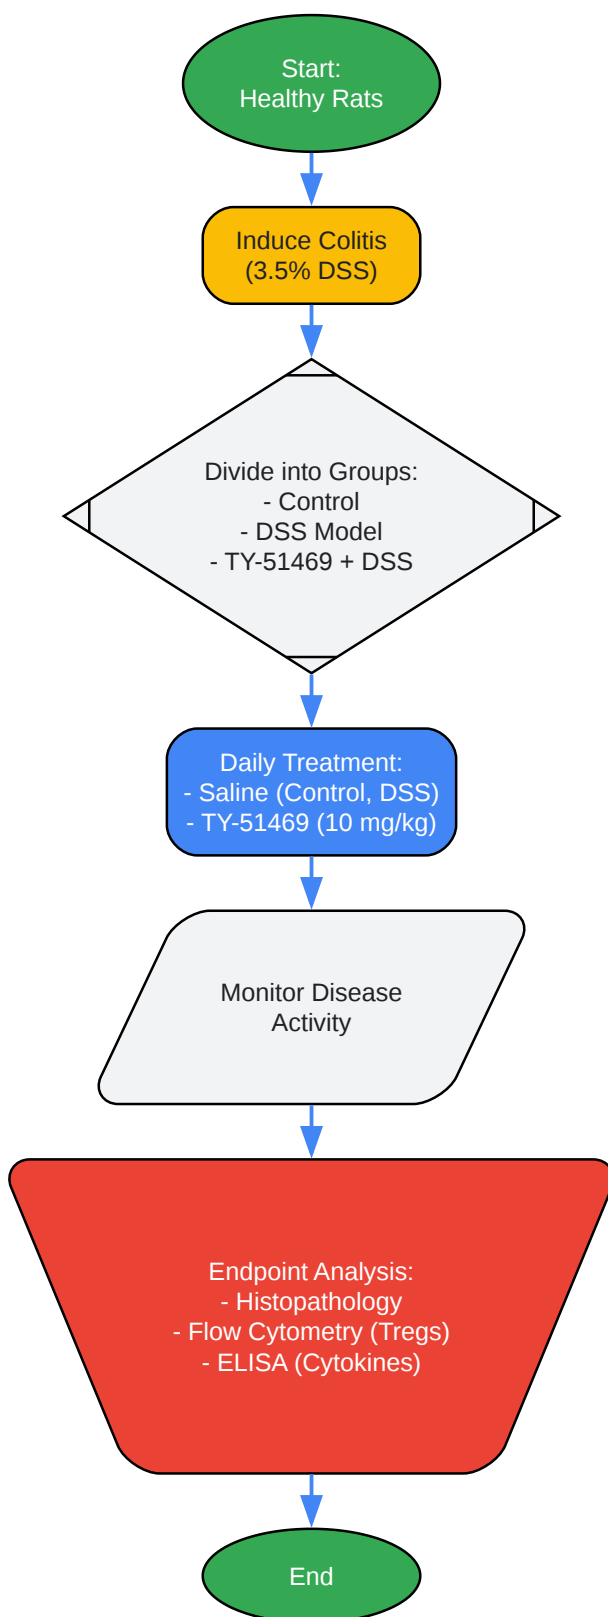 Start:
Healthy Rats
Induce Colitis
(3.5% DSS)
Divide into Groups:
- Control
- DSS Model
- TY-51469 + DSS
Daily Treatment:
- Saline (Control, DSS)
- TY-51469 (10 mg/kg)
Monitor Disease
Activity
Endpoint Analysis:
- Histopathology
- Flow Cytometry (Tregs)
- ELISA (Cytokines)
End